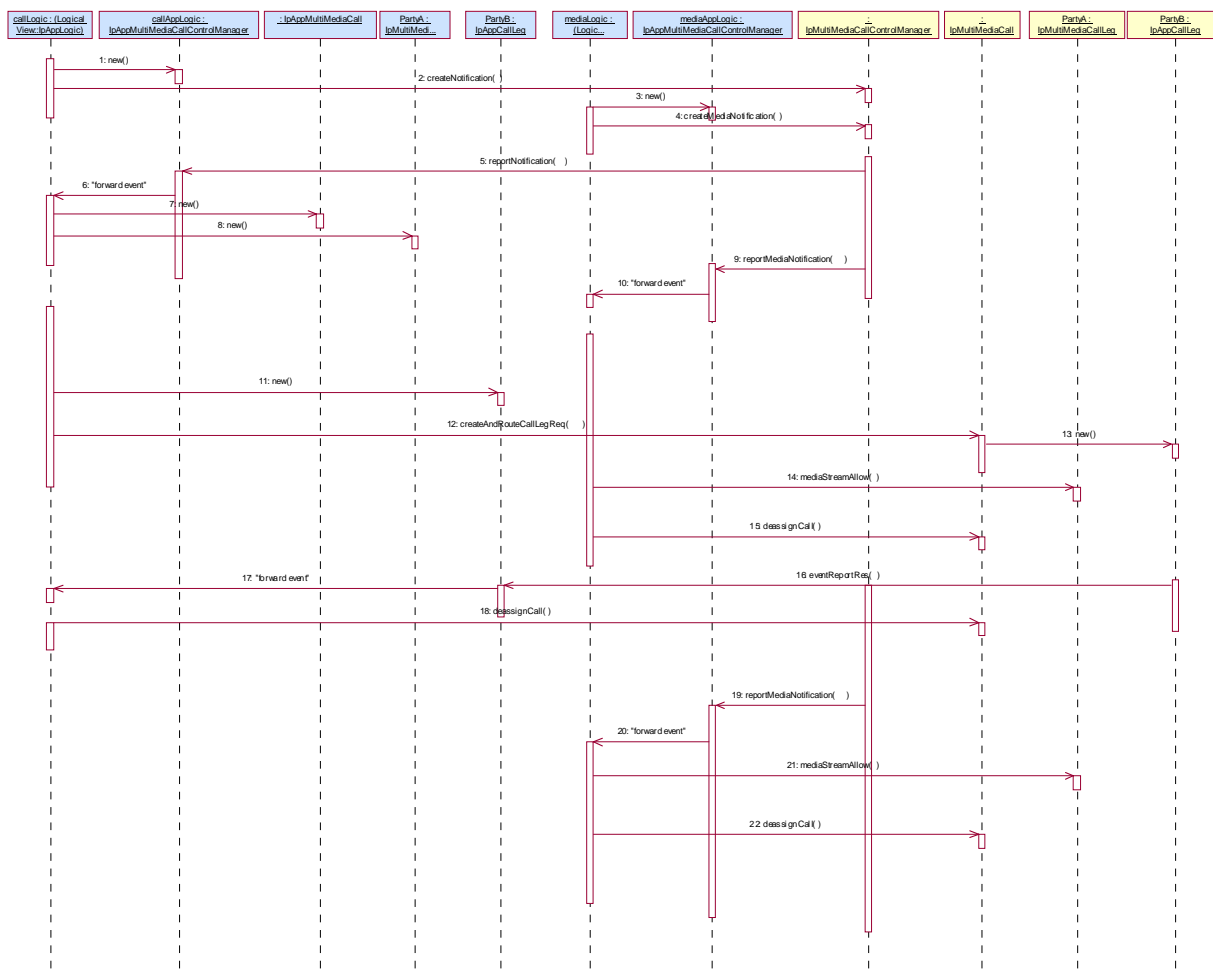 callLogic : (Logical
View::IpAppLogic)
callAppLogic :
IpAppMultiMediaCallControlManager
: IpAppMultiMediaCall
PartyA :
IpMultiMedi...
PartyB :
IpAppCallLeg
mediaLogic :
(Logic...
mediaAppLogic :
IpAppMultiMediaCallControlManager
:
IpMultiMediaCallControlManager
:
IpMultiMediaCall
PartyA :
IpMultiMediaCallLeg
PartyB :
IpAppCallLeg
1: new()
2: createNotification( )
3: new()
4: createMediaNotification( )
5: reportNotification( )
6: "forward event"
7: new()
8: new()
9: reportMediaNotification( )
10: "forward event"
11: new()
12: createAndRouteCallLegReq( )
13: new()
14: mediaStreamAllow( )
15: deassignCall( )
16: eventReportRes( )
17: "forward event"
18: deassignCall( )
19: reportMediaNotification( )
20: "forward event"
21: mediaStreamAllow( )
22: deassignCall( )